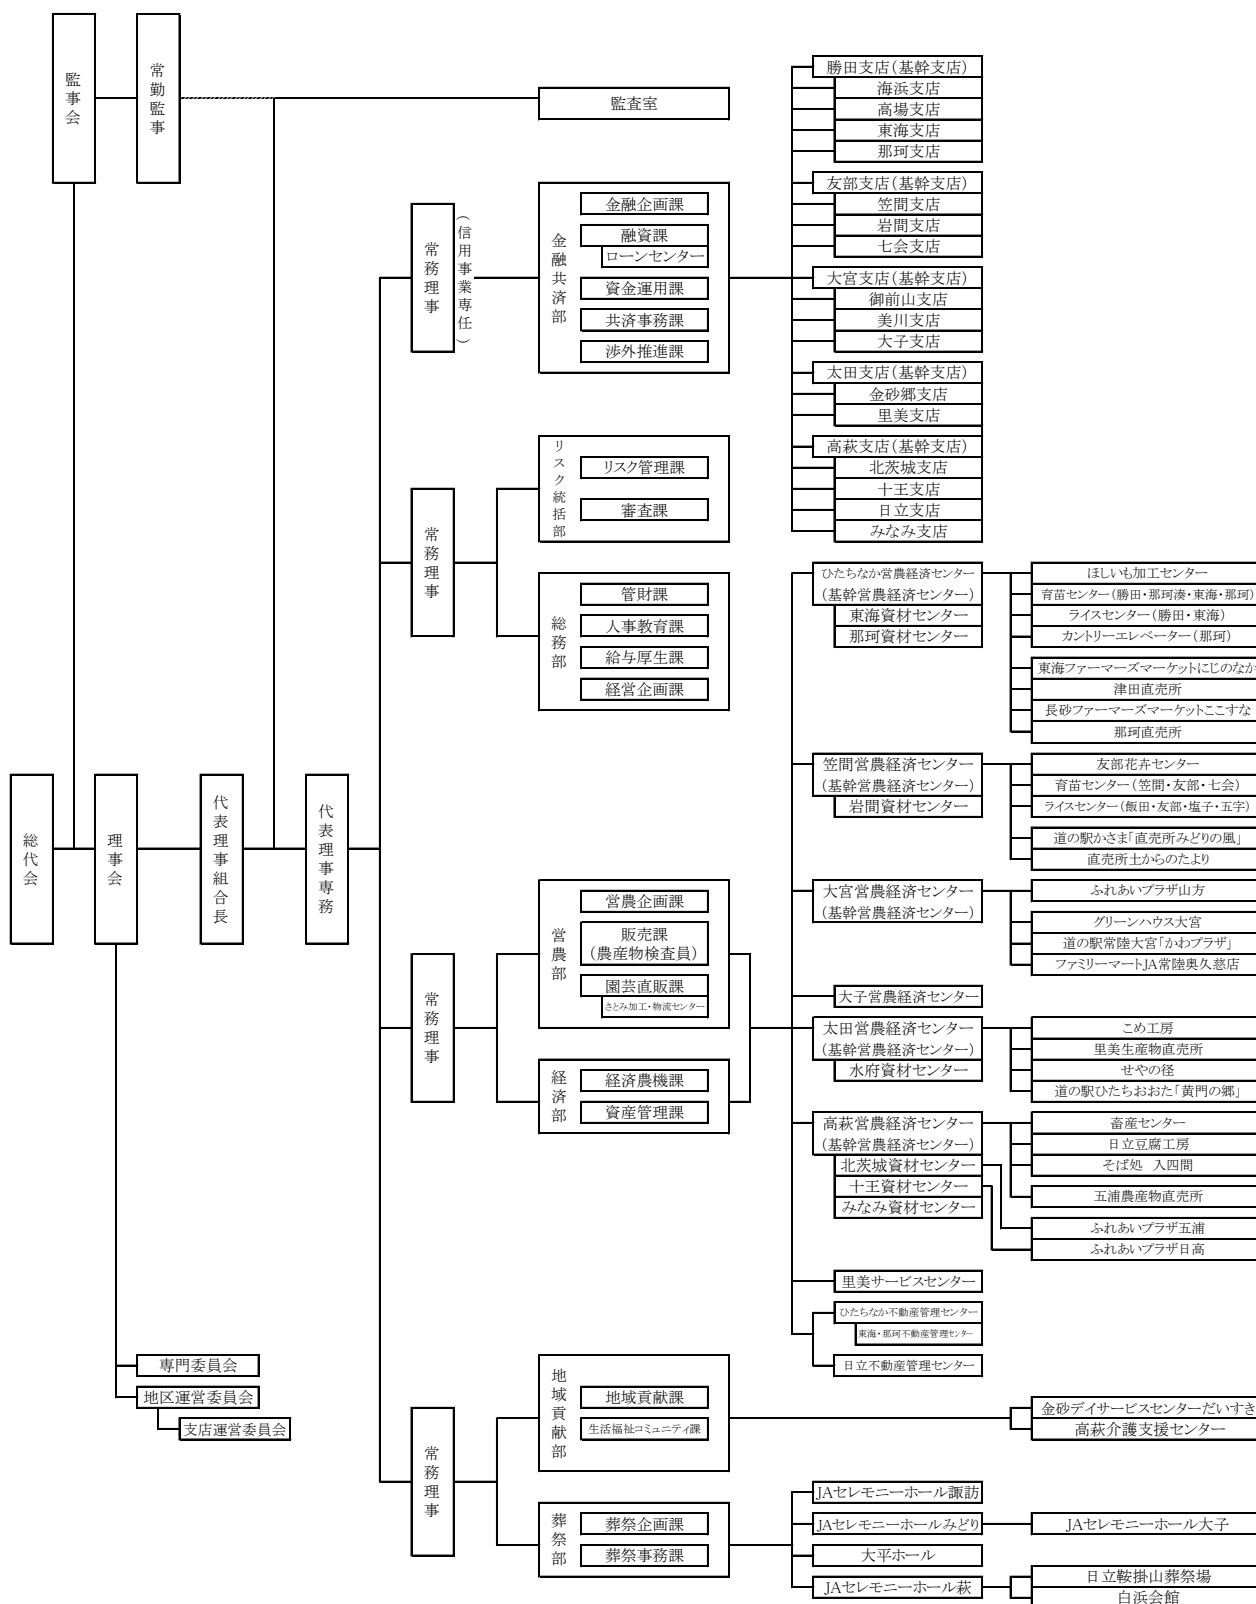 監事会
常勤監事
監査室
総代会
理事会
代表理事組合長
代表理事専務
専門委員会
地区運営委員会
支店運営委員会
常務理事
(信用事業専任)
金融共済部
金融企画課
融資課
ローンセンター
資金運用課
共済事務課
渉外推進課
勝田支店(基幹支店)
海浜支店
高場支店
東海支店
那珂支店
友部支店(基幹支店)
笠間支店
岩間支店
七会支店
大宮支店(基幹支店)
御前山支店
美川支店
大子支店
太田支店(基幹支店)
金砂郷支店
里美支店
高萩支店(基幹支店)
北茨城支店
十王支店
日立支店
みなみ支店
常務理事
リスク統括部
リスク管理課
審査課
総務部
管財課
人事教育課
給与厚生課
経営企画課
常務理事
営農部
営農企画課
販売課
(農産物検査員)
園芸直販課
さとみ加工・物流センター
経済部
経済農機課
資産管理課
ひたちなか営農経済センター
(基幹営農経済センター)
東海資材センター
那珂資材センター
ほしいも加工センター
育苗センター(勝田・那珂湊・東海・那珂)
ライスセンター(勝田・東海)
カントリーエレベーター(那珂)
東海ファーマーズマーケットにじのなか
津田直売所
長砂ファーマーズマーケットここすな
那珂直売所
笠間営農経済センター
(基幹営農経済センター)
岩間資材センター
友部花卉センター
育苗センター(笠間・友部・七会)
ライスセンター(飯田・友部・塩子・五字)
道の駅かさま「直売所みどりの風」
直売所土からのたより
大宮営農経済センター
(基幹営農経済センター)
ふれあいプラザ山方
グリーンハウス大宮
道の駅常陸大宮「かわプラザ」
ファミリーマートJA常陸奥久慈店
大子営農経済センター
太田営農経済センター
(基幹営農経済センター)
水府資材センター
こめ工房
里美生産物直売所
せやの径
道の駅ひたちおおた「黄門の郷」
高萩営農経済センター
(基幹営農経済センター)
北茨城資材センター
十王資材センター
みなみ資材センター
畜産センター
日立豆腐工房
そば処 入四間
五浦農産物直売所
ふれあいプラザ五浦
ふれあいプラザ日高
里美サービスセンター
ひたちなか不動産管理センター
東海・那珂不動産管理センター
日立不動産管理センター
常務理事
地域貢献部
地域貢献課
生活福祉コミュニティ課
金砂デイサービスセンターだいすき
高萩介護支援センター
葬祭部
葬祭企画課
葬祭事務課
JAセレモニーホール諏訪
JAセレモニーホールみどり
JAセレモニーホール大子
大平ホール
JAセレモニーホール萩
日立鞍掛山葬祭場
白浜会館